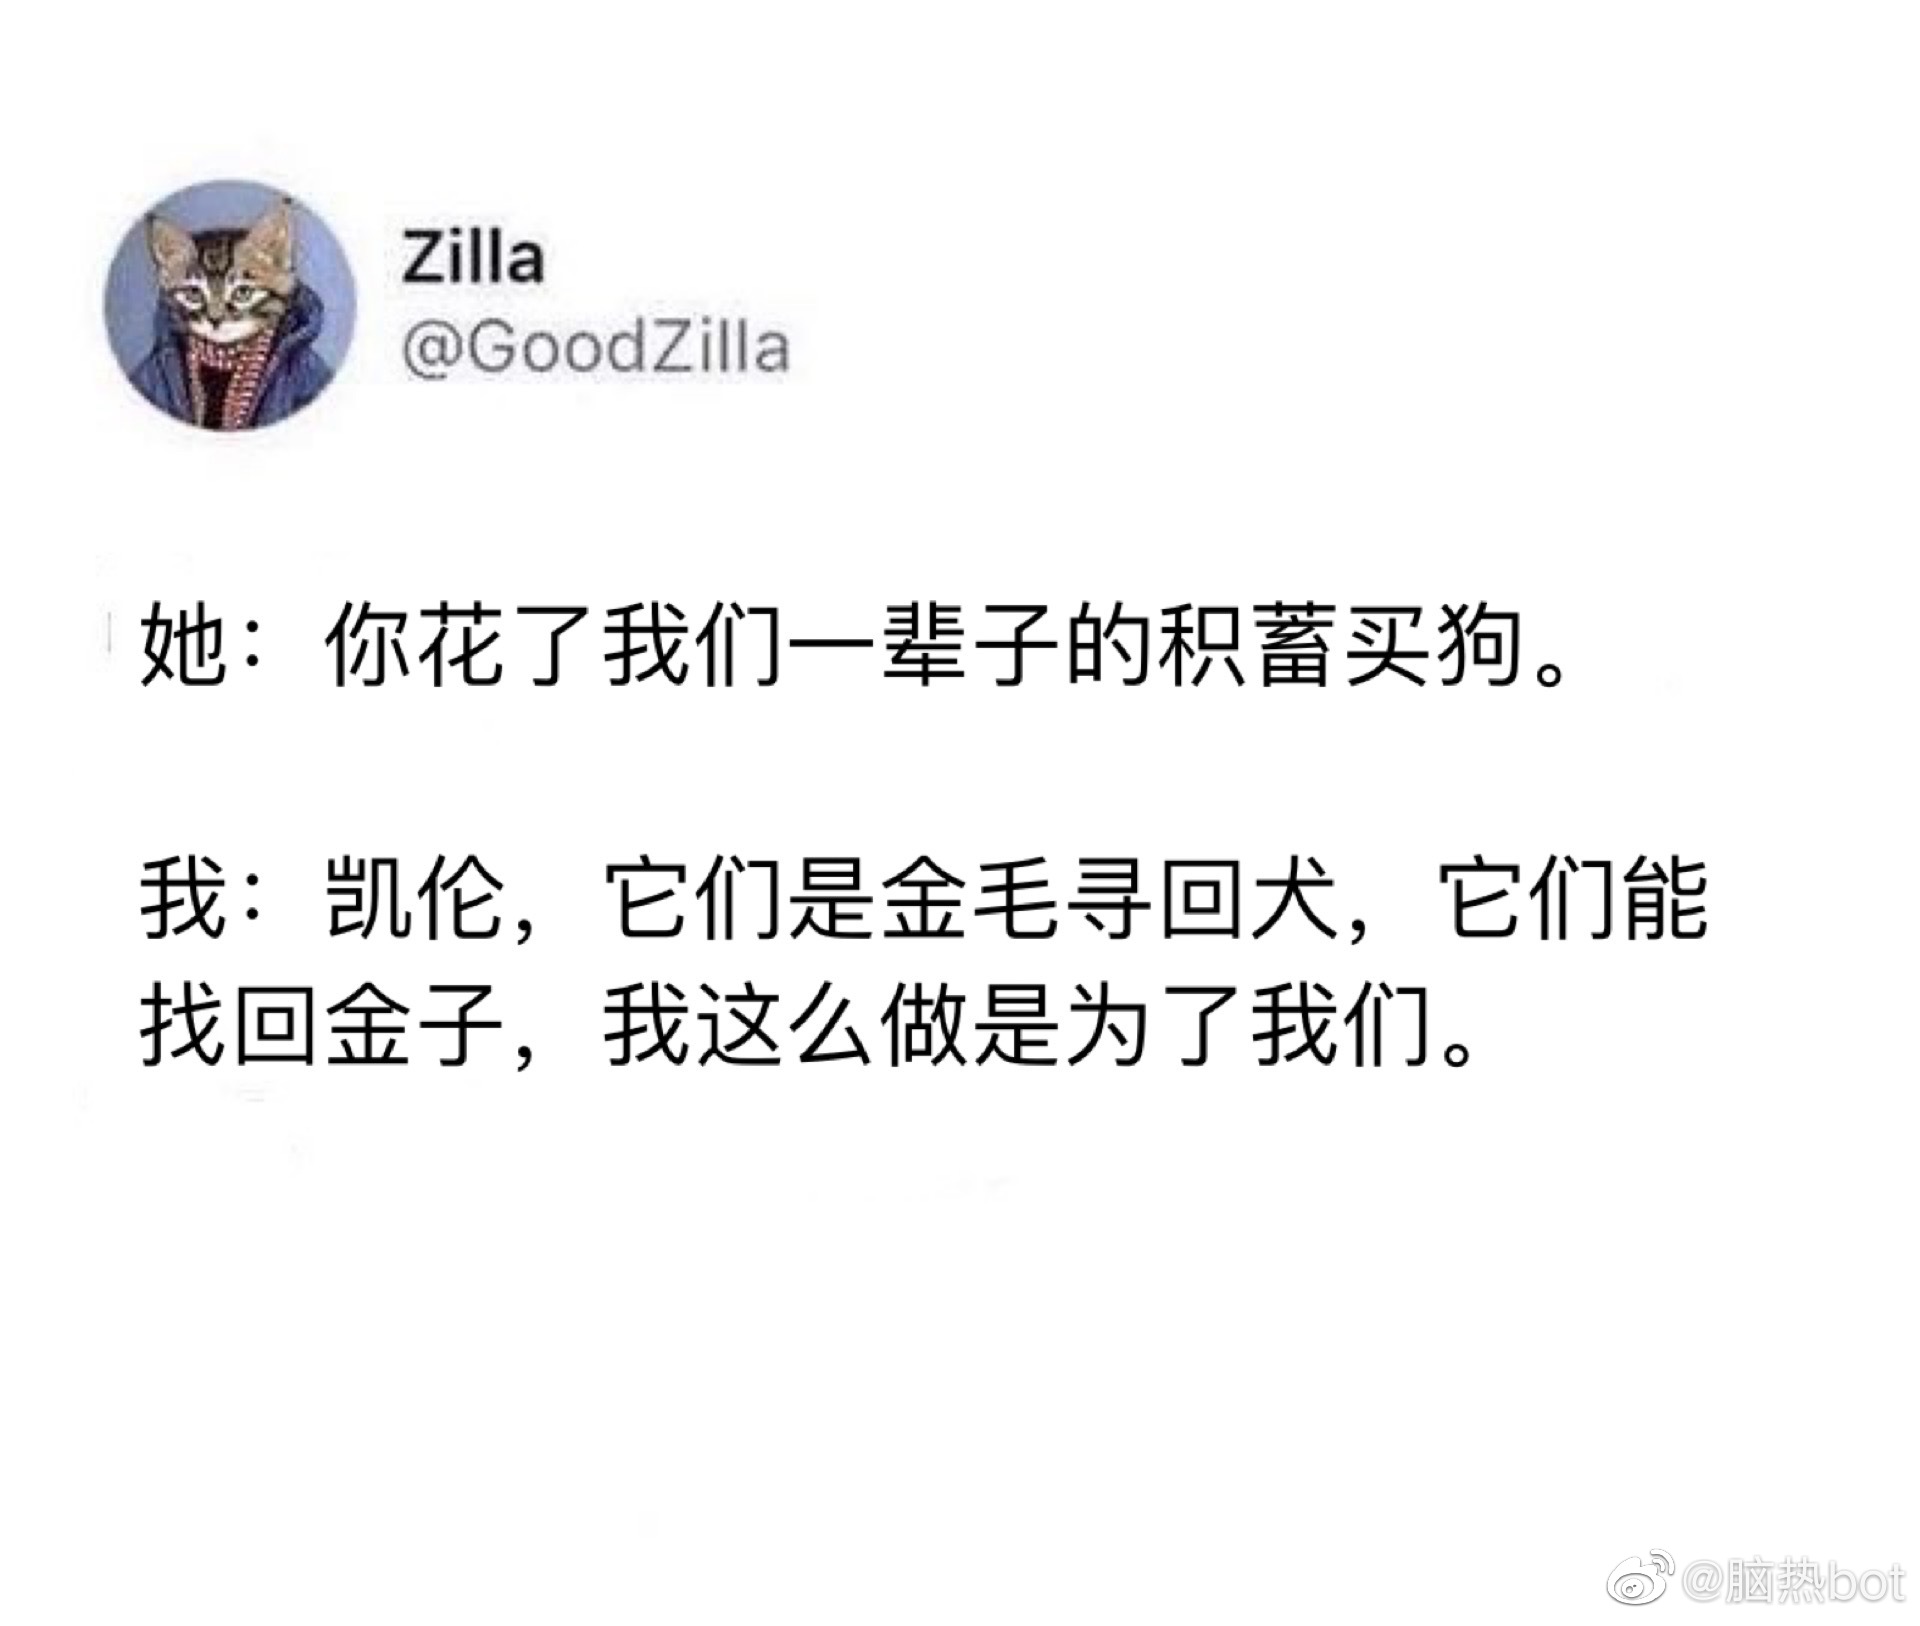 Zilla
@GoodZilla
她：你花了我们一辈子的积蓄买狗。
我：凯伦，它们是金毛寻回犬，它们能
找回金子，我这么做是为了我们。
@脑热bot